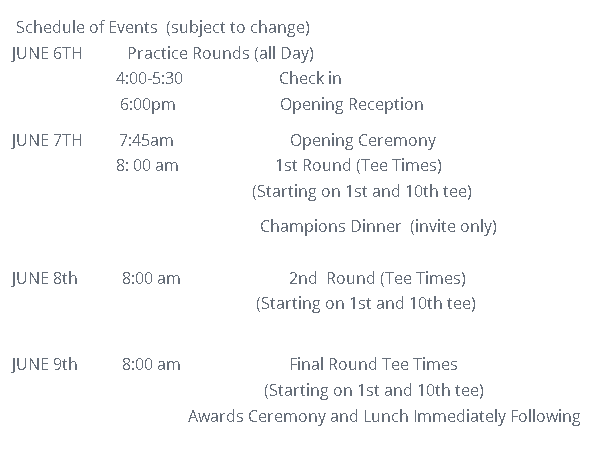 Schedule of Events (subject to change)
JUNE 6TH Practice Rounds (all Day)
4:00-5:30 Check in
6:00pm Opening Reception
JUNE 7TH 7:45am Opening Ceremony
8: 00 am 1st Round (Tee Times)
(Starting on 1st and 10th tee)
Champions Dinner (invite only)
JUNE 8th 8:00 am 2nd Round (Tee Times)
(Starting on 1st and 10th tee)
JUNE 9th 8:00 am Final Round Tee Times
(Starting on 1st and 10th tee)
Awards Ceremony and Lunch Immediately Following